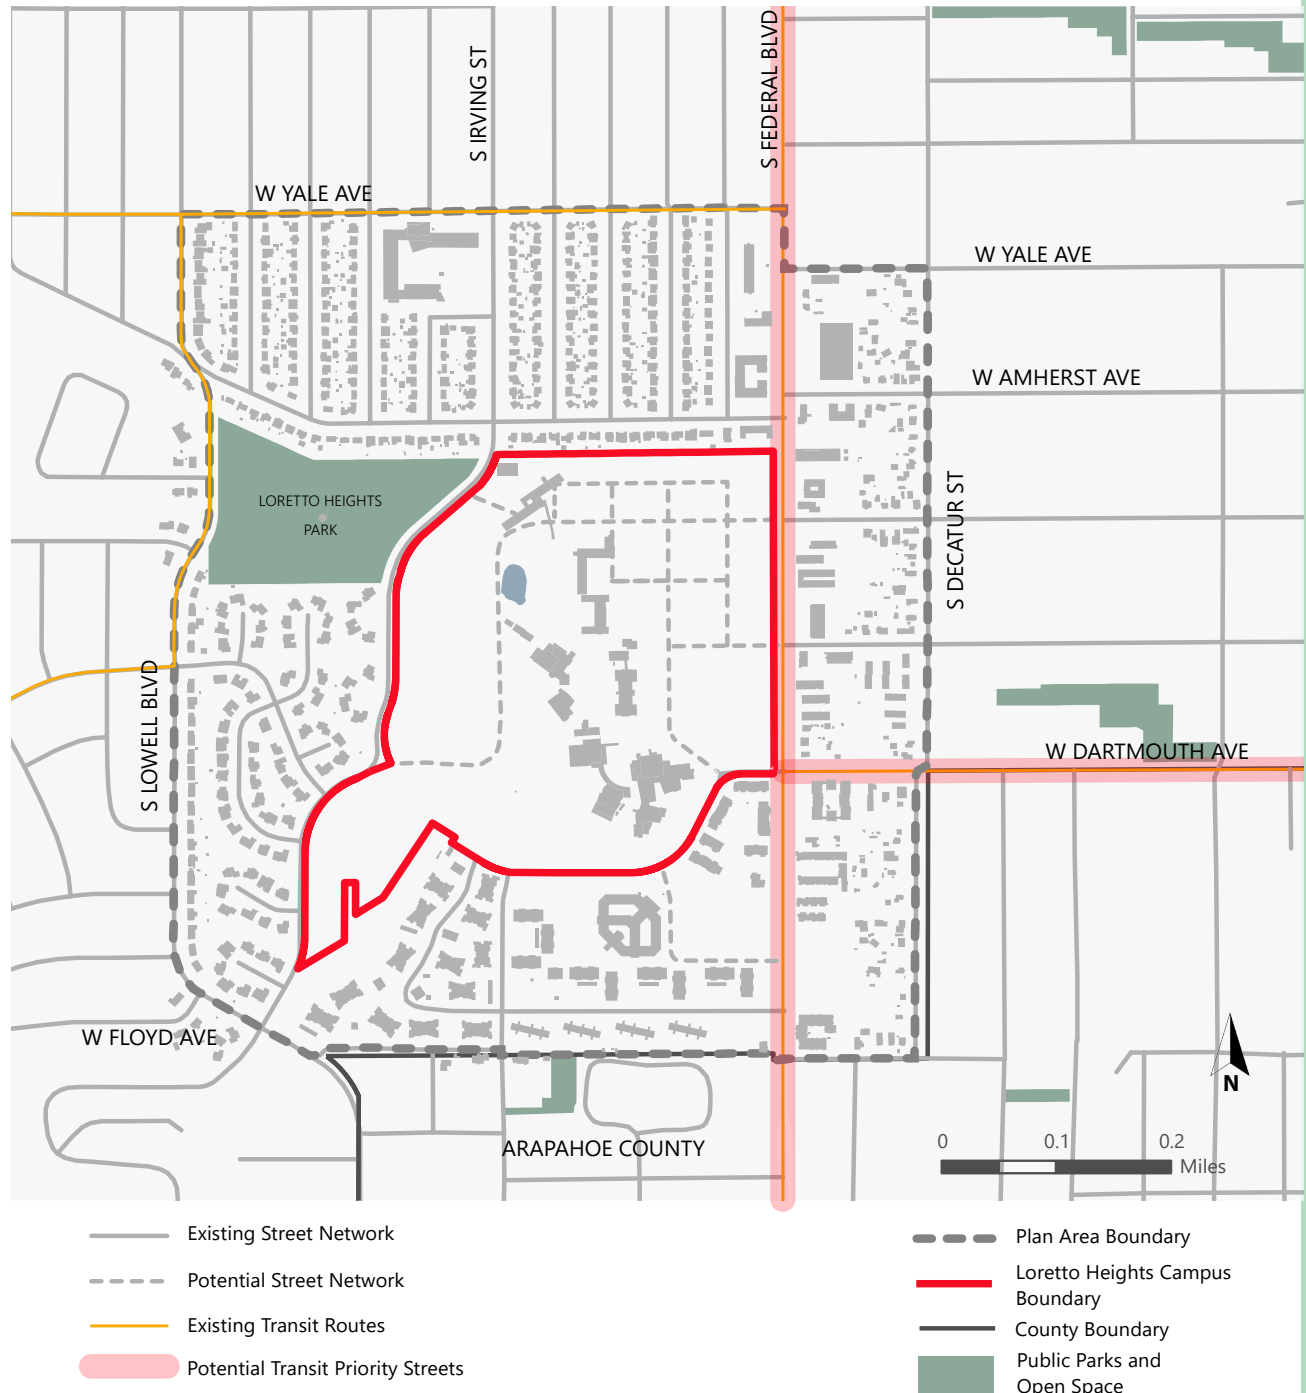 S IRVING ST
S FEDERAL BLVD
W YALE AVE
W YALE AVE
W AMHERST AVE
S DECATUR ST
LORETTO HEIGHTS
PARK
S LOWELL BLVD
W DARTMOUTH AVE
W FLOYD AVE
N
ARAPAHOE COUNTY
0 0.1 0.2
Miles
Existing Street Network
Potential Street Network
Existing Transit Routes
Potential Transit Priority Streets
Plan Area Boundary
Loretto Heights Campus
Boundary
County Boundary
Public Parks and
Open Space